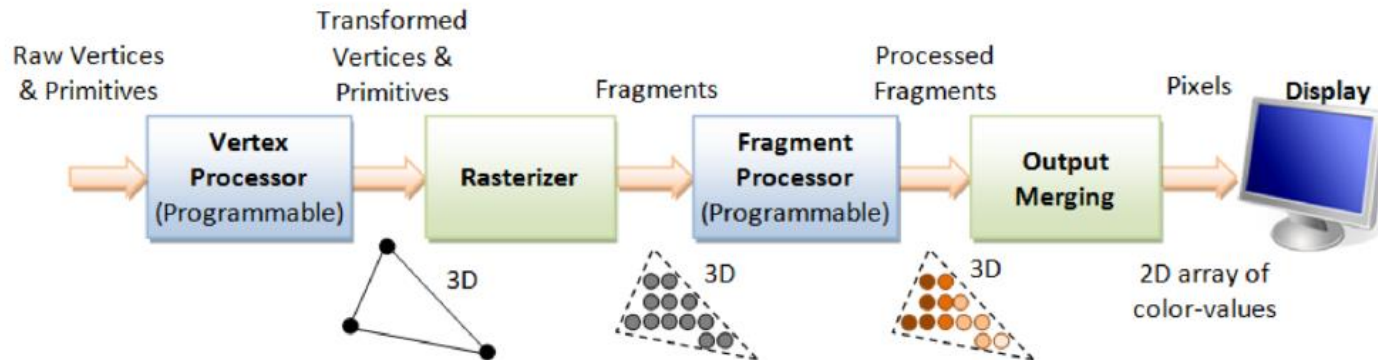 Raw Vertices
& Primitives
Transformed
Vertices &
Primitives
Fragments
Processed
Fragments
Pixels
Display
Vertex
Processor
(Programmable)
Rasterizer
Fragment
Processor
(Programmable)
Output
Merging
3D
3D
3D
2D array of
color-values